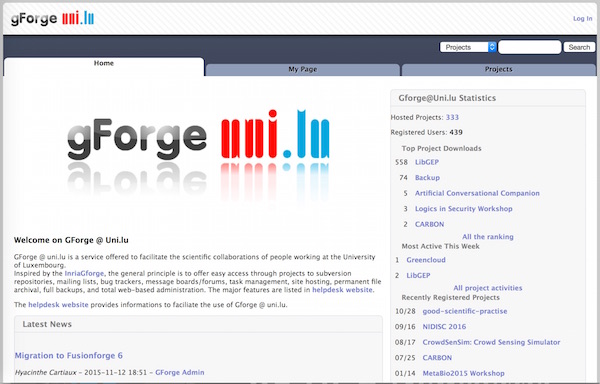 gForge uni.lu
Log In
Projects
Search
Home
My Page
Projects
gForge uni.lu
Welcome on GForge @ Uni.lu
GForge @ uni.lu is a service offered to facilitate the scientific collaborations of people working at the University
of Luxembourg.
Inspired by the InriaGforge, the general principle is to offer easy access through projects to subversion
repositories, mailing lists, bug trackers, message boards/forums, task management, site hosting, permanent file
archival, full backups, and total web-based administration. The major features are listed in helpdesk website.
The helpdesk website provides informations to faciliate the use of Gforge @ uni.lu.
Latest News
Migration to Fusionforge 6
Hyacinthe Cartiaux - 2015-11-12 18:51 - GForge Admin
Gforge@Uni.lu Statistics
Hosted Projects: 333
Registered Users: 439
Top Project Downloads
558 LibGEP
74 Backup
5 Artificial Conversational Companion
3 Logics in Security Workshop
2 CARBON
All the ranking
Most Active This Week
1 Greencloud
2 LibGEP
All project activities
Recently Registered Projects
10/28 good-scientific-practise
09/16 NIDISC 2016
08/17 CrowdSenSim: Crowd Sensing Simulator
07/25 CARBON
01/14 MetaBio2015 Workshop